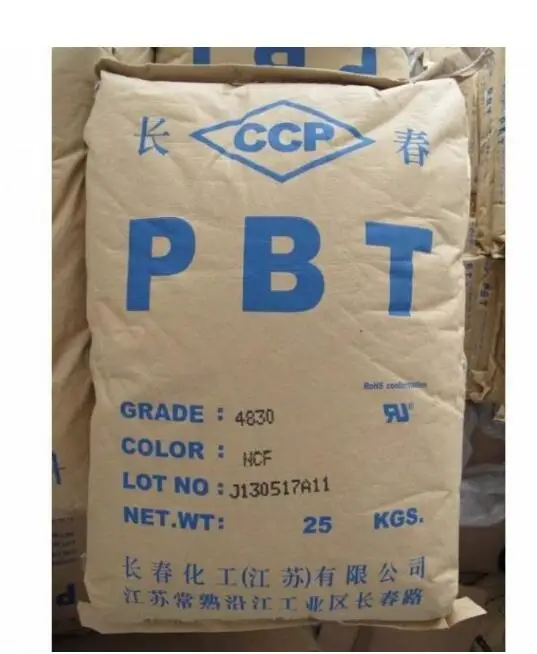 长 CCP 春
PBT
RoHS conformation
GRADE : 4830
COLOR : NCF
LOT NO : J130517A11
NET.WT: 25 KGS.
长春化工(江苏)有限公司
江苏常熟沿江工业区长春路
PBT
PBT